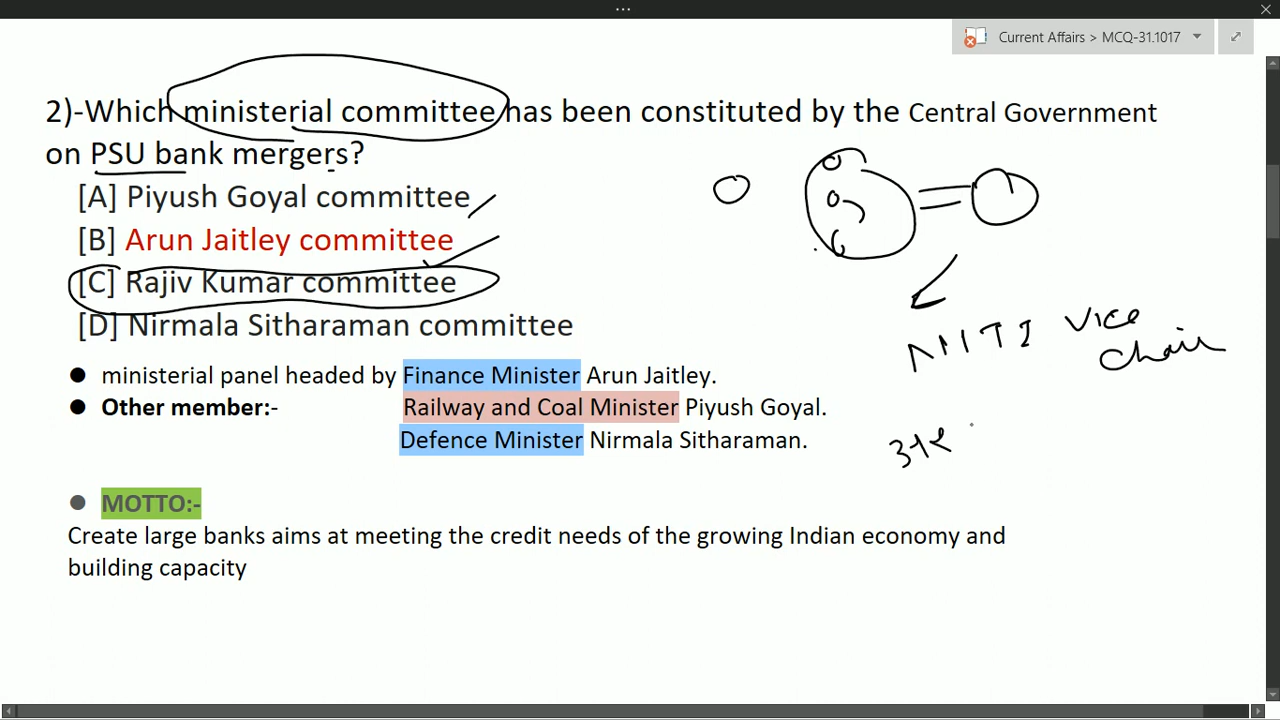 Current Affairs > MCQ-31.1017
2)-Which ministerial committee has been constituted by the Central Government
on PSU bank mergers?
[A] Piyush Goyal committee
[B] Arun Jaitley committee
[C] Rajiv Kumar committee
[D] Nirmala Sitharaman committee
NITI Vice
Chair
● ministerial panel headed by Finance Minister Arun Jaitley.
● Other member:- Railway and Coal Minister Piyush Goyal.
Defence Minister Nirmala Sitharaman.
● MOTTO:-
Create large banks aims at meeting the credit needs of the growing Indian economy and
building capacity